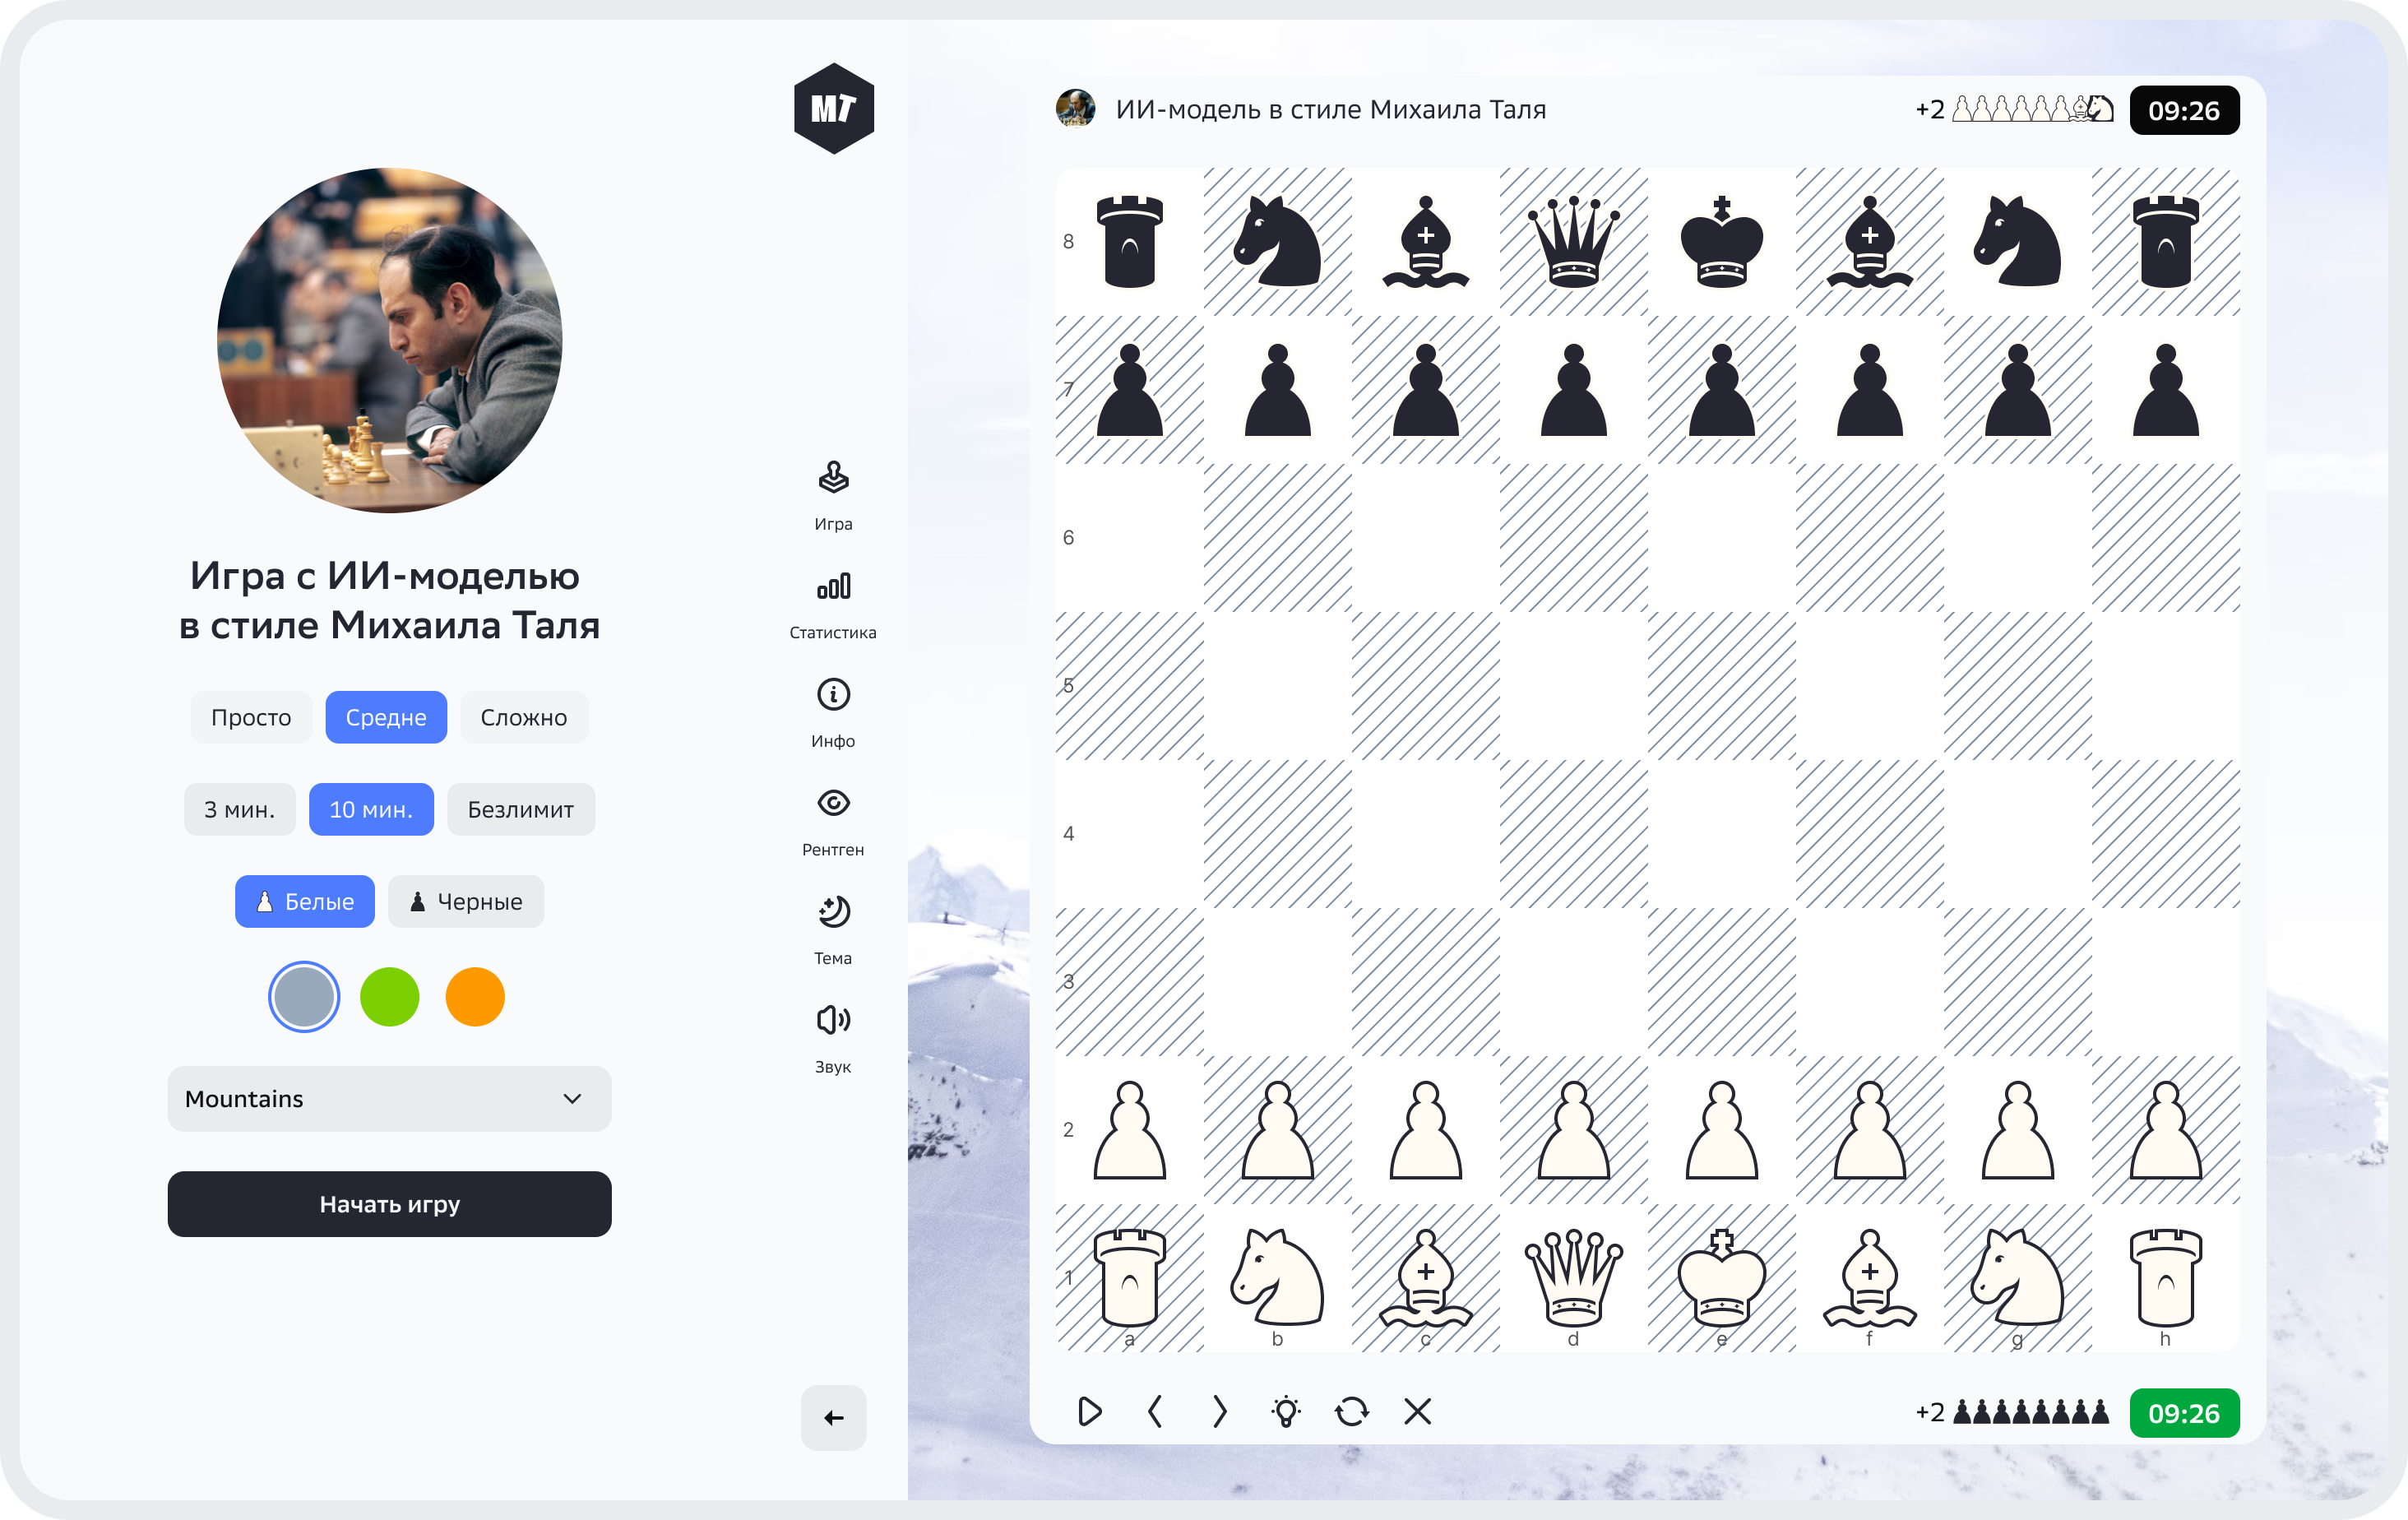 МТ
Игра с ИИ-моделью
в стиле Михаила Таля
Просто Средне Сложно
3 мин. 10 мин. Безлимит
Белые Черные
Mountains
Начать игру
Игра
Статистика
Инфо
Рентген
Тема
Звук
ИИ-модель в стиле Михаила Таля
+2 09:26
8
7
6
5
4
3
2
1
a b c d e f g h
+2 09:26